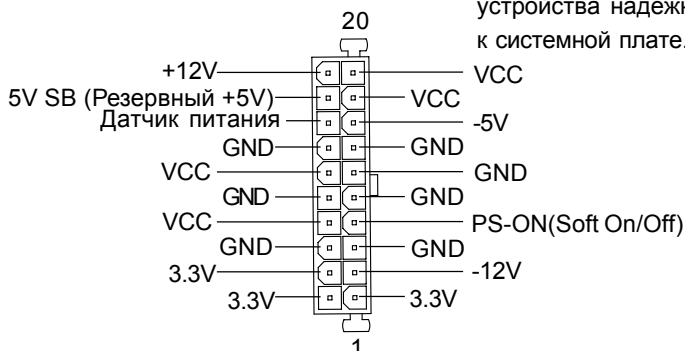 устройства надежн
к системной плате.
20
+12V
VCC
5V SB (Резервный +5V)
VCC
Датчик питания
-5V
GND
GND
VCC
GND
GND
GND
VCC
PS-ON(Soft On/Off)
GND
GND
3.3V
-12V
3.3V
3.3V
1